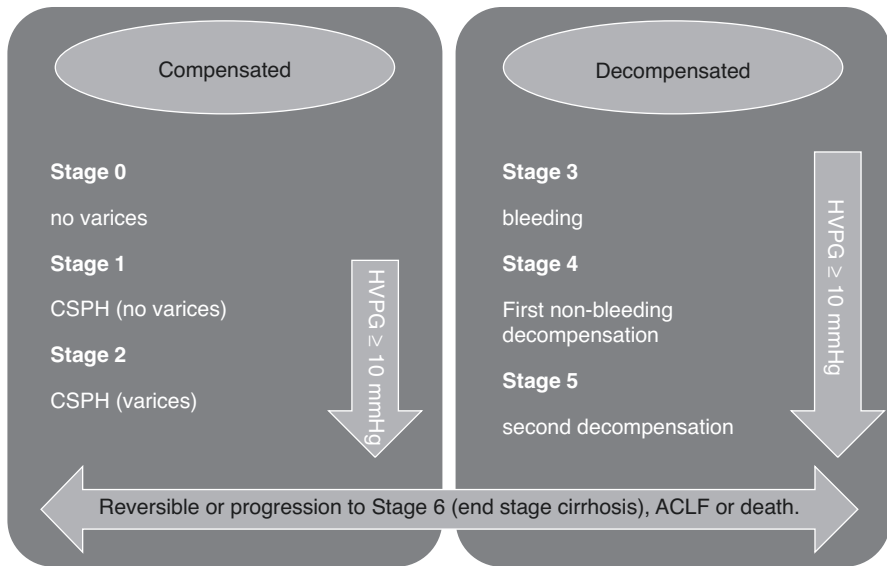 Compensated
Stage 0
no varices
Stage 1
CSPH (no varices)
Stage 2
CSPH (varices)
HVPG ≥ 10 mmHg
Decompensated
Stage 3
bleeding
Stage 4
First non-bleeding
decompensation
Stage 5
second decompensation
HVPG ≥ 10 mmHg
Reversible or progression to Stage 6 (end stage cirrhosis), ACLF or death.